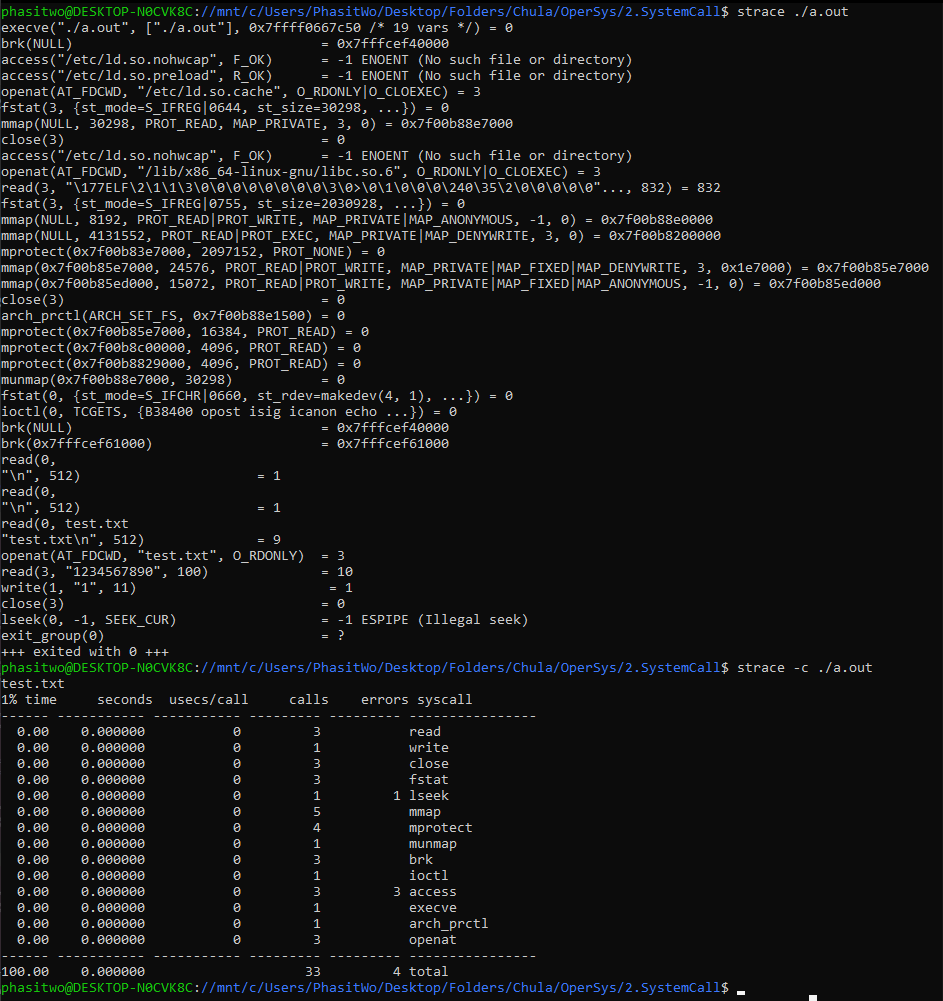 phasitwo@DESKTOP-N0CVK8C://mnt/c/Users/PhasitWo/Desktop/Folders/Chula/OperSys/2.SystemCall$ strace ./a.out
execve("./a.out", ["./a.out"], 0x7ffff0667c50 /* 19 vars */) = 0
brk(NULL)                               = 0x7fffcef40000
access("/etc/ld.so.nohwcap", F_OK)      = -1 ENOENT (No such file or directory)
access("/etc/ld.so.preload", R_OK)      = -1 ENOENT (No such file or directory)
openat(AT_FDCWD, "/etc/ld.so.cache", O_RDONLY|O_CLOEXEC) = 3
fstat(3, {st_mode=S_IFREG|0644, st_size=30298, ...}) = 0
mmap(NULL, 30298, PROT_READ, MAP_PRIVATE, 3, 0) = 0x7f00b88e7000
close(3)                                = 0
access("/etc/ld.so.nohwcap", F_OK)      = -1 ENOENT (No such file or directory)
openat(AT_FDCWD, "/lib/x86_64-linux-gnu/libc.so.6", O_RDONLY|O_CLOEXEC) = 3
read(3, "\177ELF\2\1\1\3\0\0\0\0\0\0\0\0\3\0>\0\1\0\0\0\240\35\2\0\0\0\0\0"..., 832) = 832
fstat(3, {st_mode=S_IFREG|0755, st_size=2030928, ...}) = 0
mmap(NULL, 8192, PROT_READ|PROT_WRITE, MAP_PRIVATE|MAP_ANONYMOUS, -1, 0) = 0x7f00b88e0000
mmap(NULL, 4131552, PROT_READ|PROT_EXEC, MAP_PRIVATE|MAP_DENYWRITE, 3, 0) = 0x7f00b8200000
mprotect(0x7f00b83e7000, 2097152, PROT_NONE) = 0
mmap(0x7f00b85e7000, 24576, PROT_READ|PROT_WRITE, MAP_PRIVATE|MAP_FIXED|MAP_DENYWRITE, 3, 0x1e7000) = 0x7f00b85e7000
mmap(0x7f00b85ed000, 15072, PROT_READ|PROT_WRITE, MAP_PRIVATE|MAP_FIXED|MAP_ANONYMOUS, -1, 0) = 0x7f00b85ed000
close(3)                                = 0
arch_prctl(ARCH_SET_FS, 0x7f00b88e1500) = 0
mprotect(0x7f00b85e7000, 16384, PROT_READ) = 0
mprotect(0x7f00b8c00000, 4096, PROT_READ) = 0
mprotect(0x7f00b8829000, 4096, PROT_READ) = 0
munmap(0x7f00b88e7000, 30298)           = 0
fstat(0, {st_mode=S_IFCHR|0660, st_rdev=makedev(4, 1), ...}) = 0
ioctl(0, TCGETS, {B38400 opost isig icanon echo ...}) = 0
brk(NULL)                               = 0x7fffcef40000
brk(0x7fffcef61000)                     = 0x7fffcef61000
read(0,
"\n", 512)                      = 1
read(0,
"\n", 512)                      = 1
read(0, test.txt
"test.txt\n", 512)              = 9
openat(AT_FDCWD, "test.txt", O_RDONLY)  = 3
read(3, "1234567890", 100)              = 10
write(1, "1", 11)                        = 1
close(3)                                = 0
lseek(0, -1, SEEK_CUR)                  = -1 ESPIPE (Illegal seek)
exit_group(0)                           = ?
+++ exited with 0 +++
phasitwo@DESKTOP-N0CVK8C://mnt/c/Users/PhasitWo/Desktop/Folders/Chula/OperSys/2.SystemCall$ strace -c ./a.out
test.txt
1% time     seconds  usecs/call     calls    errors syscall
------ ----------- ----------- --------- --------- ----------------
  0.00    0.000000           0         3           read
  0.00    0.000000           0         1           write
  0.00    0.000000           0         3           close
  0.00    0.000000           0         3           fstat
  0.00    0.000000           0         1         1 lseek
  0.00    0.000000           0         5           mmap
  0.00    0.000000           0         4           mprotect
  0.00    0.000000           0         1           munmap
  0.00    0.000000           0         3           brk
  0.00    0.000000           0         1           ioctl
  0.00    0.000000           0         3         3 access
  0.00    0.000000           0         1           execve
  0.00    0.000000           0         1           arch_prctl
  0.00    0.000000           0         3           openat
------ ----------- ----------- --------- --------- ----------------
100.00    0.000000                    33         4 total
phasitwo@DESKTOP-N0CVK8C://mnt/c/Users/PhasitWo/Desktop/Folders/Chula/OperSys/2.SystemCall$